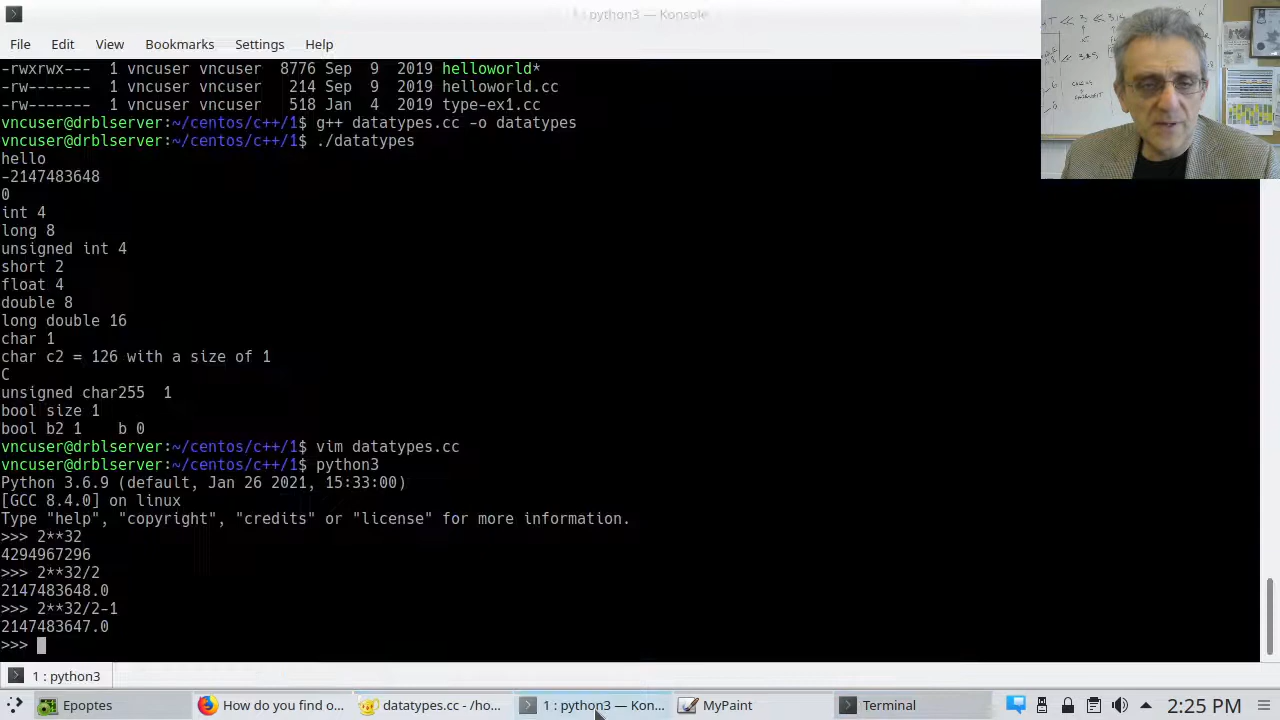 1 : python3 — Konsole
File Edit View Bookmarks Settings Help
-rwxrwx--- 1 vncuser vncuser 8776 Sep 9 2019 helloworld*
-rw------- 1 vncuser vncuser 214 Sep 9 2019 helloworld.cc
-rw------- 1 vncuser vncuser 518 Jan 4 2019 type-ex1.cc
vncuser@drblserver:~/centos/c++/1$ g++ datatypes.cc -o datatypes
vncuser@drblserver:~/centos/c++/1$ ./datatypes
hello
-2147483648
0
int 4
long 8
unsigned int 4
short 2
float 4
double 8
long double 16
char 1
char c2 = 126 with a size of 1
C
unsigned char255 1
bool size 1
bool b2 1 b 0
vncuser@drblserver:~/centos/c++/1$ vim datatypes.cc
vncuser@drblserver:~/centos/c++/1$ python3
Python 3.6.9 (default, Jan 26 2021, 15:33:00)
[GCC 8.4.0] on linux
Type "help", "copyright", "credits" or "license" for more information.
>>> 2**32
4294967296
>>> 2**32/2
2147483648.0
>>> 2**32/2-1
2147483647.0
>>>
1 : python3
Epoptes How do you find o... datatypes.cc - /ho... 1 : python3 — Kon... MyPaint Terminal 2:25 PM